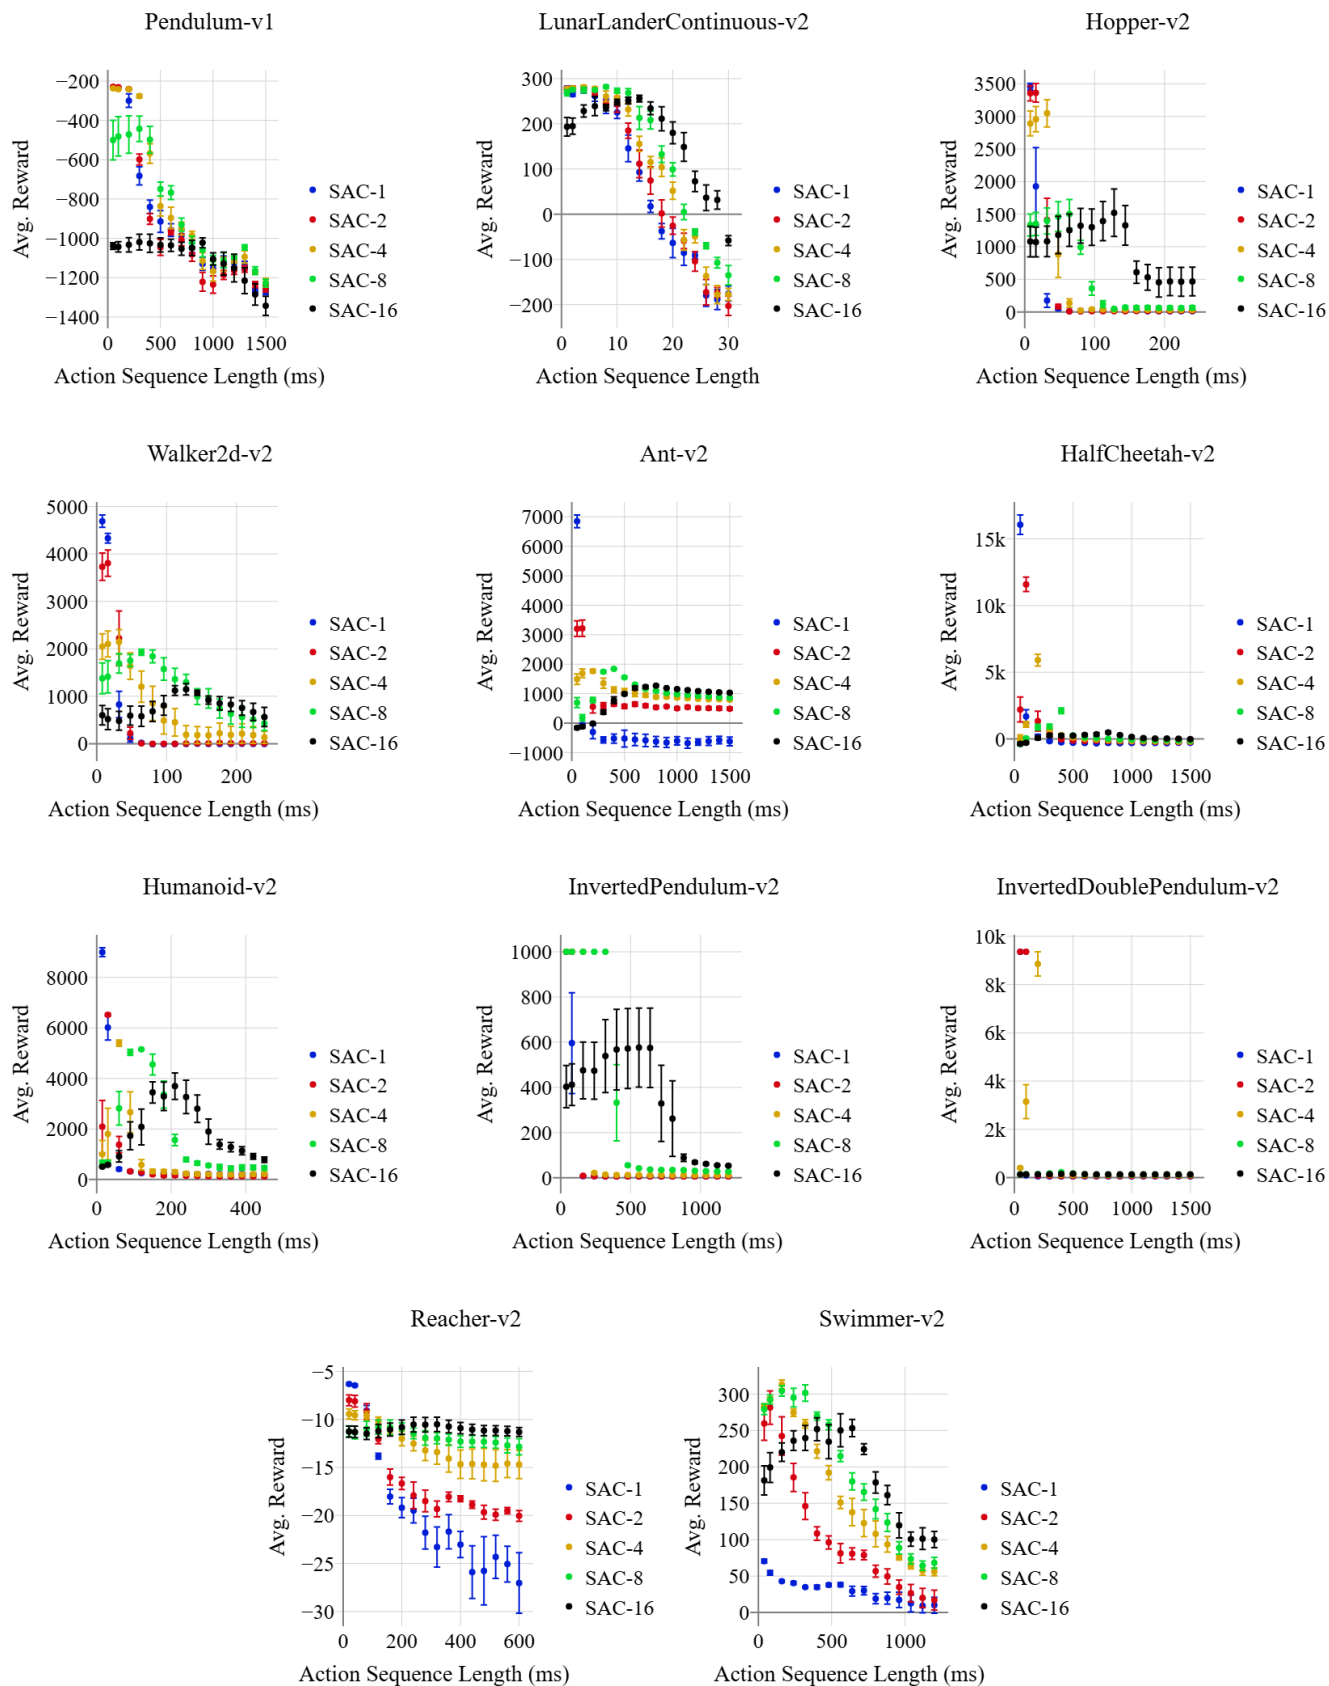 Pendulum-v1
−200
−400
−600
−800
−1000
−1200
−1400
0
500
1000
1500
Avg. Reward
Action Sequence Length (ms)
SAC-1
SAC-2
SAC-4
SAC-8
SAC-16
LunarLanderContinuous-v2
300
200
100
0
−100
−200
0
10
20
30
Avg. Reward
Action Sequence Length
SAC-1
SAC-2
SAC-4
SAC-8
SAC-16
Hopper-v2
3500
3000
2500
2000
1500
1000
500
0
0
100
200
Avg. Reward
Action Sequence Length (ms)
SAC-1
SAC-2
SAC-4
SAC-8
SAC-16
Walker2d-v2
5000
4000
3000
2000
1000
0
0
100
200
Avg. Reward
Action Sequence Length (ms)
SAC-1
SAC-2
SAC-4
SAC-8
SAC-16
Ant-v2
7000
6000
5000
4000
3000
2000
1000
0
−1000
0
500
1000
1500
Avg. Reward
Action Sequence Length (ms)
SAC-1
SAC-2
SAC-4
SAC-8
SAC-16
HalfCheetah-v2
15k
10k
5k
0
0
500
1000
1500
Avg. Reward
Action Sequence Length (ms)
SAC-1
SAC-2
SAC-4
SAC-8
SAC-16
Humanoid-v2
8000
6000
4000
2000
0
0
200
400
Avg. Reward
Action Sequence Length (ms)
SAC-1
SAC-2
SAC-4
SAC-8
SAC-16
InvertedPendulum-v2
1000
800
600
400
200
0
0
500
1000
Avg. Reward
Action Sequence Length (ms)
SAC-1
SAC-2
SAC-4
SAC-8
SAC-16
InvertedDoublePendulum-v2
10k
8k
6k
4k
2k
0
0
500
1000
1500
Avg. Reward
Action Sequence Length (ms)
SAC-1
SAC-2
SAC-4
SAC-8
SAC-16
Reacher-v2
−5
−10
−15
−20
−25
−30
0
200
400
600
Avg. Reward
Action Sequence Length (ms)
SAC-1
SAC-2
SAC-4
SAC-8
SAC-16
Swimmer-v2
300
250
200
150
100
50
0
0
500
1000
Avg. Reward
Action Sequence Length (ms)
SAC-1
SAC-2
SAC-4
SAC-8
SAC-16